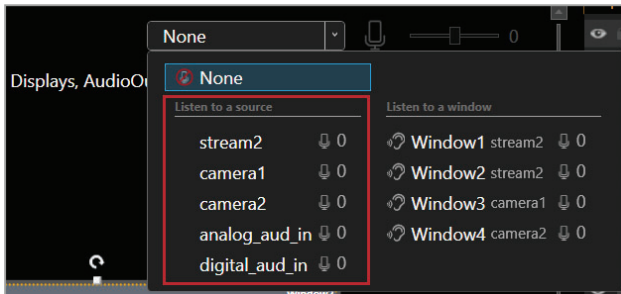 None
0
Displays, AudioOu
None
Listen to a source
stream2 0
camera1 0
camera2 0
analog_aud_in 0
digital_aud_in 0
Listen to a window
Window1 stream2 0
Window2 stream2 0
Window3 camera1 0
Window4 camera2 0